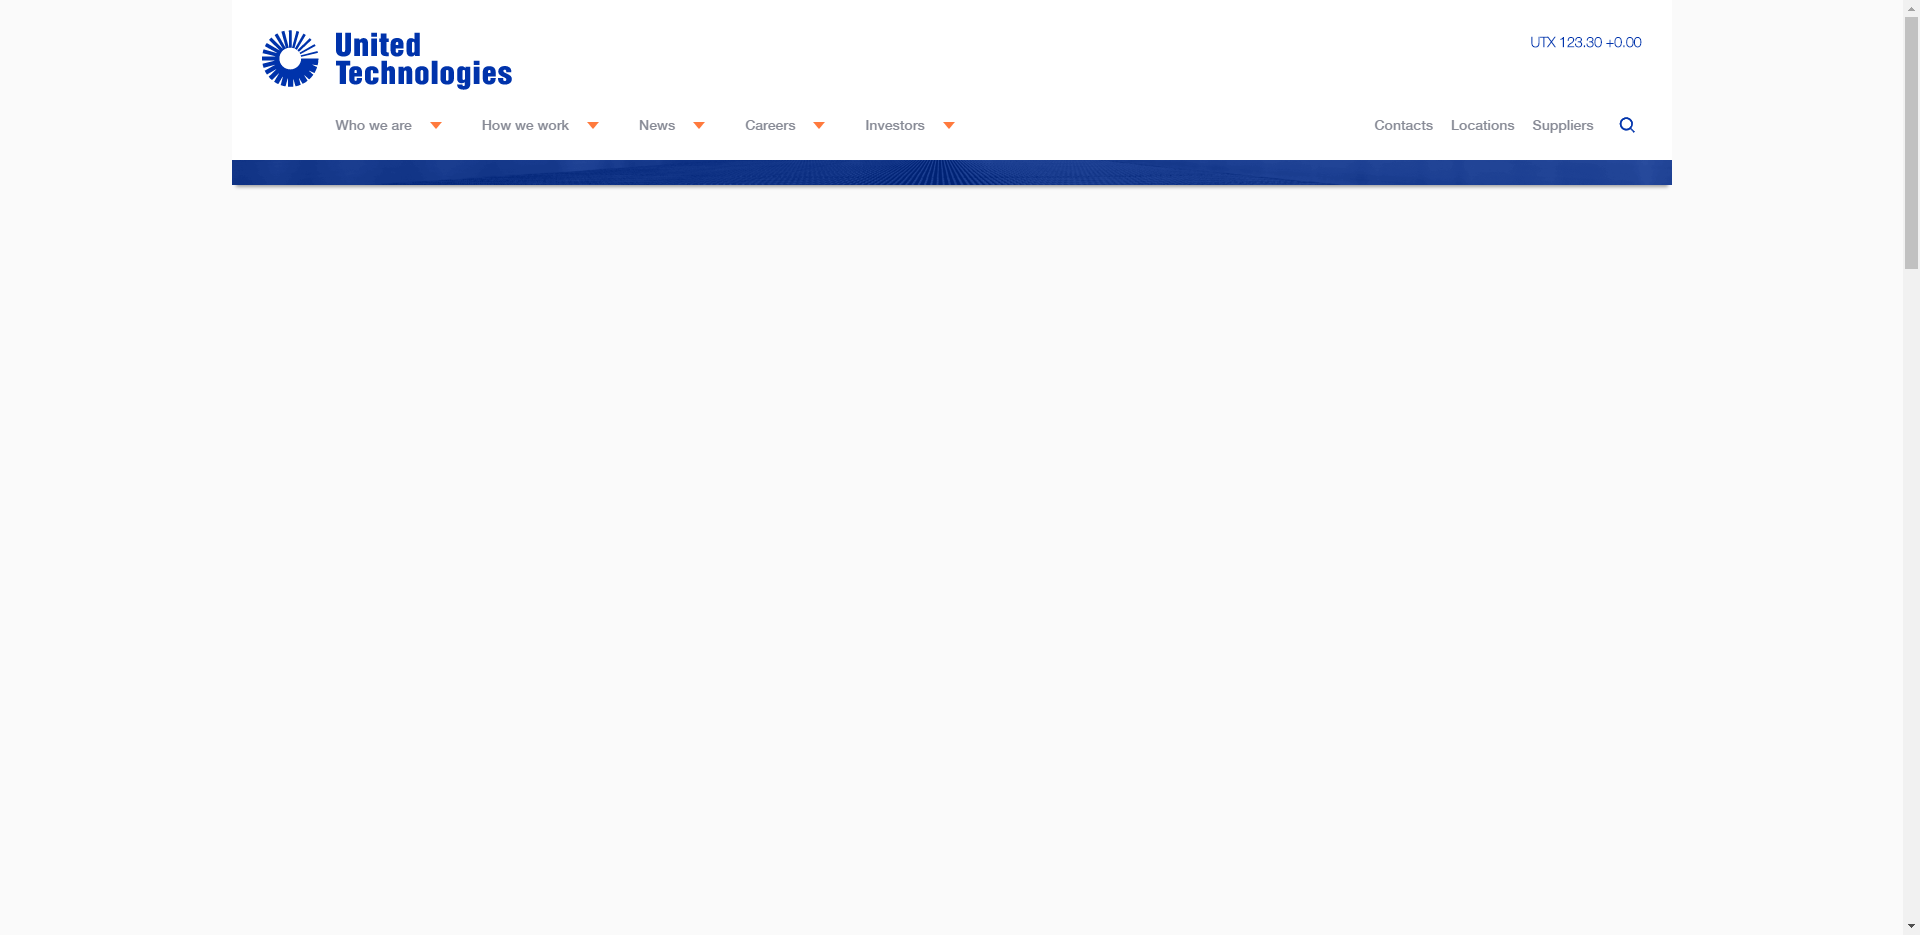 United
Technologies
UTX 123.30 +0.00
Who we are
How we work
News
Careers
Investors
Contacts
Locations
Suppliers